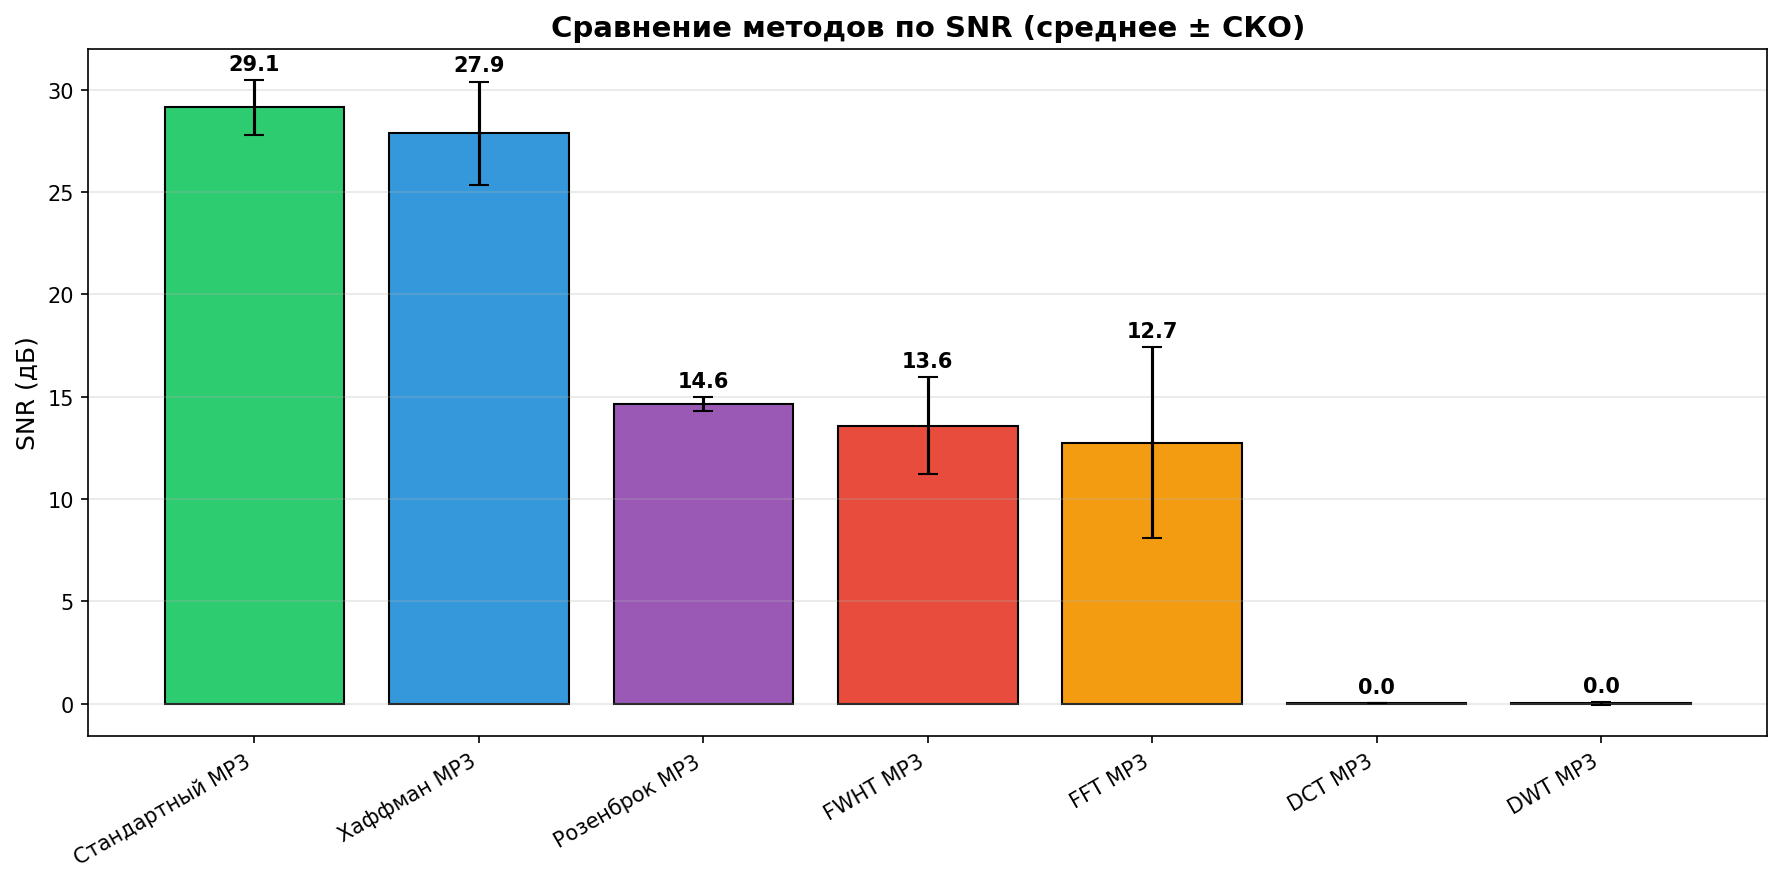 Сравнение методов по SNR (среднее ± СКО)
SNR (дБ)
30
25
20
15
10
5
0
29.1
27.9
14.6
13.6
12.7
0.0
0.0
Стандартный MP3
Хаффман MP3
Розенброк MP3
FWHT MP3
FFT MP3
DCT MP3
DWT MP3